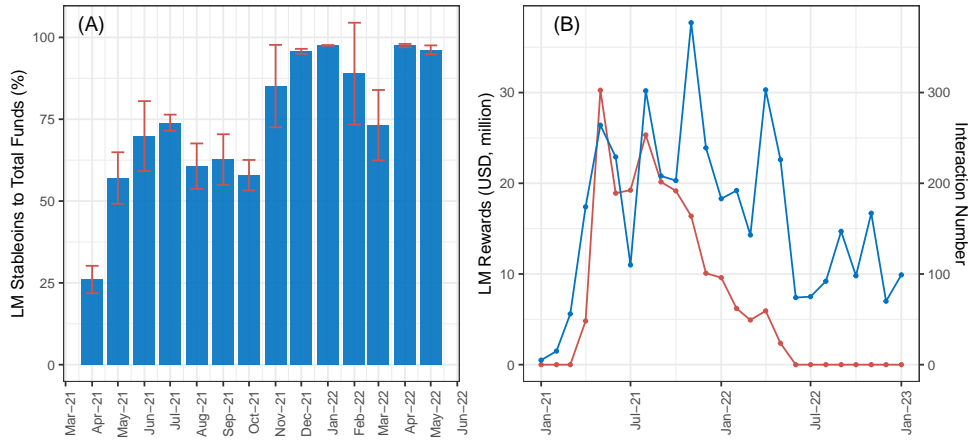 (A)
LM Stablecoins to Total Funds (%)
100
75
50
25
0
Mar−21
Apr−21
May−21
Jun−21
Jul−21
Aug−21
Sep−21
Oct−21
Nov−21
Dec−21
Jan−22
Feb−22
Mar−22
Apr−22
May−22
Jun−22
(B)
LM Rewards (USD, million)
30
20
10
0
Jan−21
Jul−21
Jan−22
Jul−22
Jan−23
300
200
100
0
Interaction Number